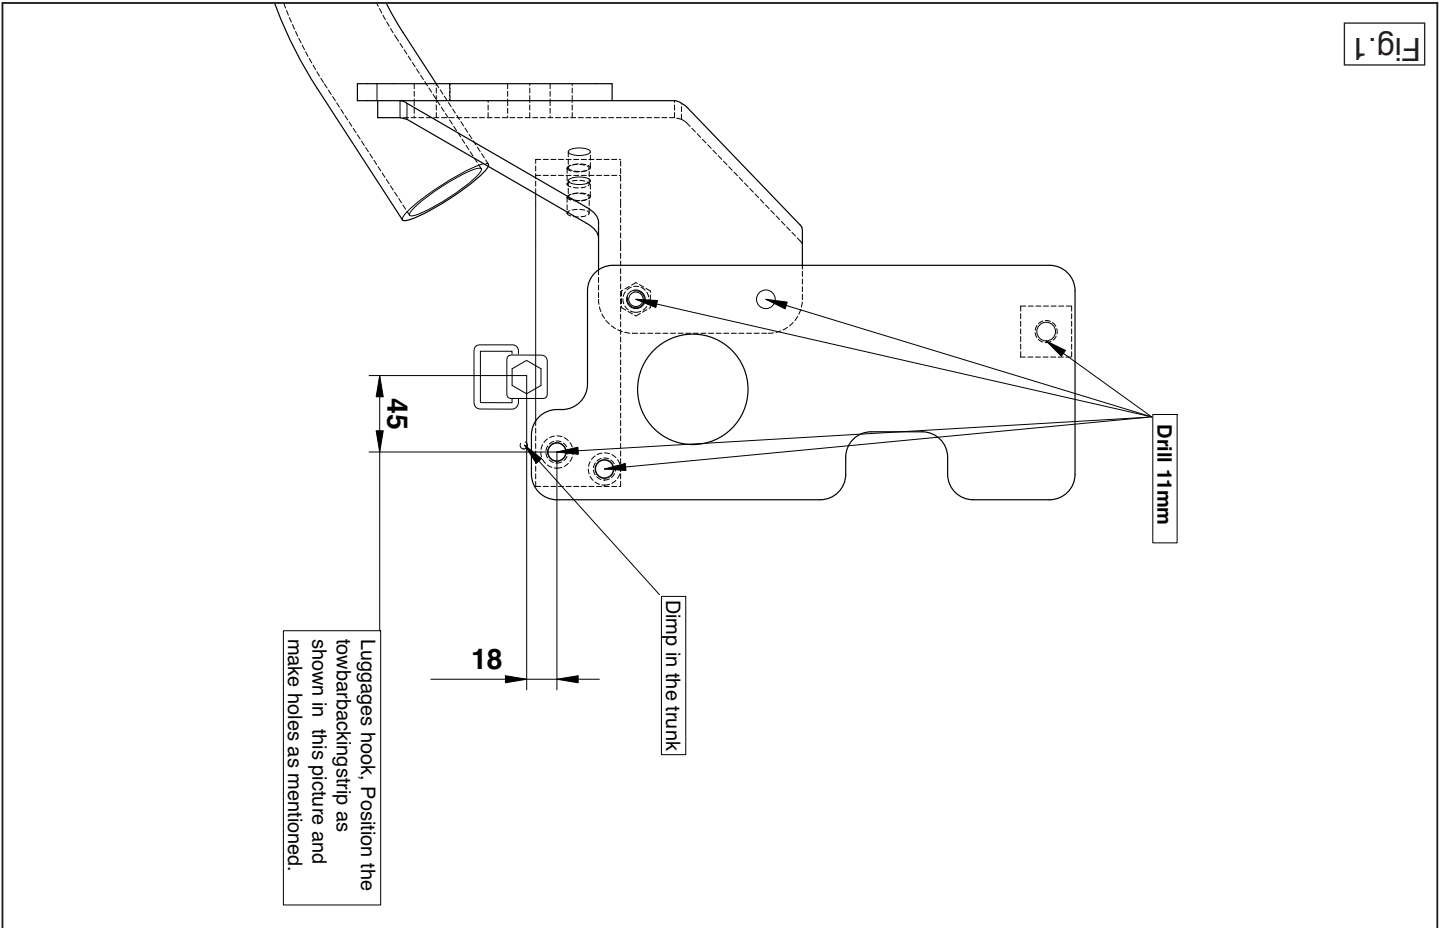 Fig.1
Drill 11mm
45
18
Dimp in the trunk
Luggages hook, Position the
towbarbackingstrip as
shown in this picture and
make holes as mentioned.